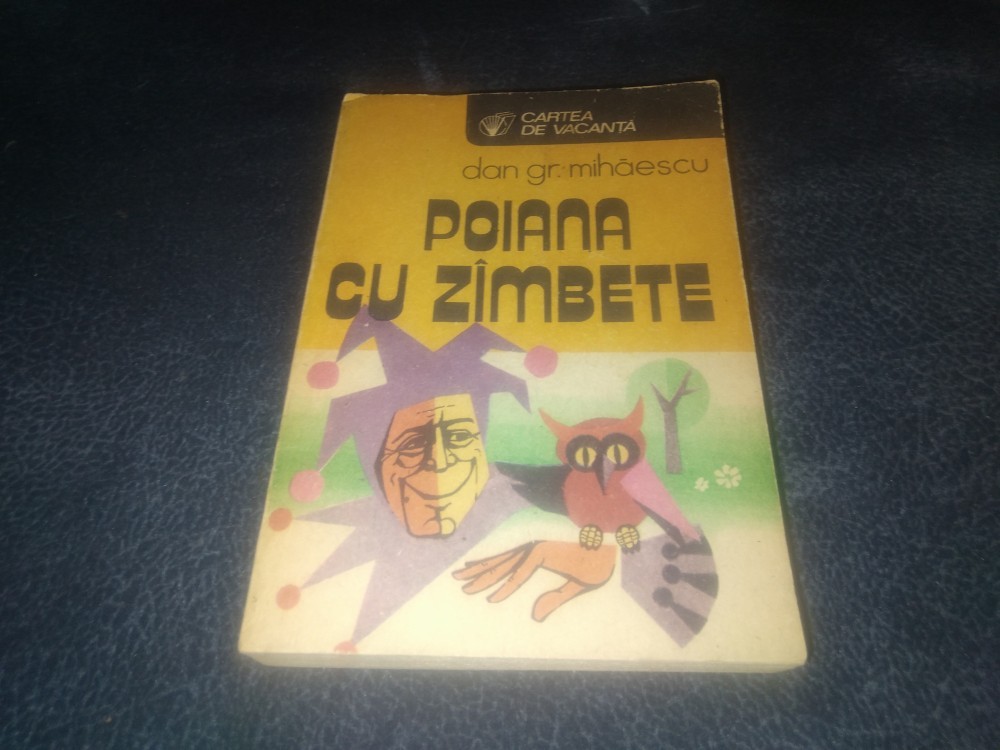 CARTEA
DE VACANȚĂ
dan gr. mihăescu
POIANA
CU ZÎMBETE